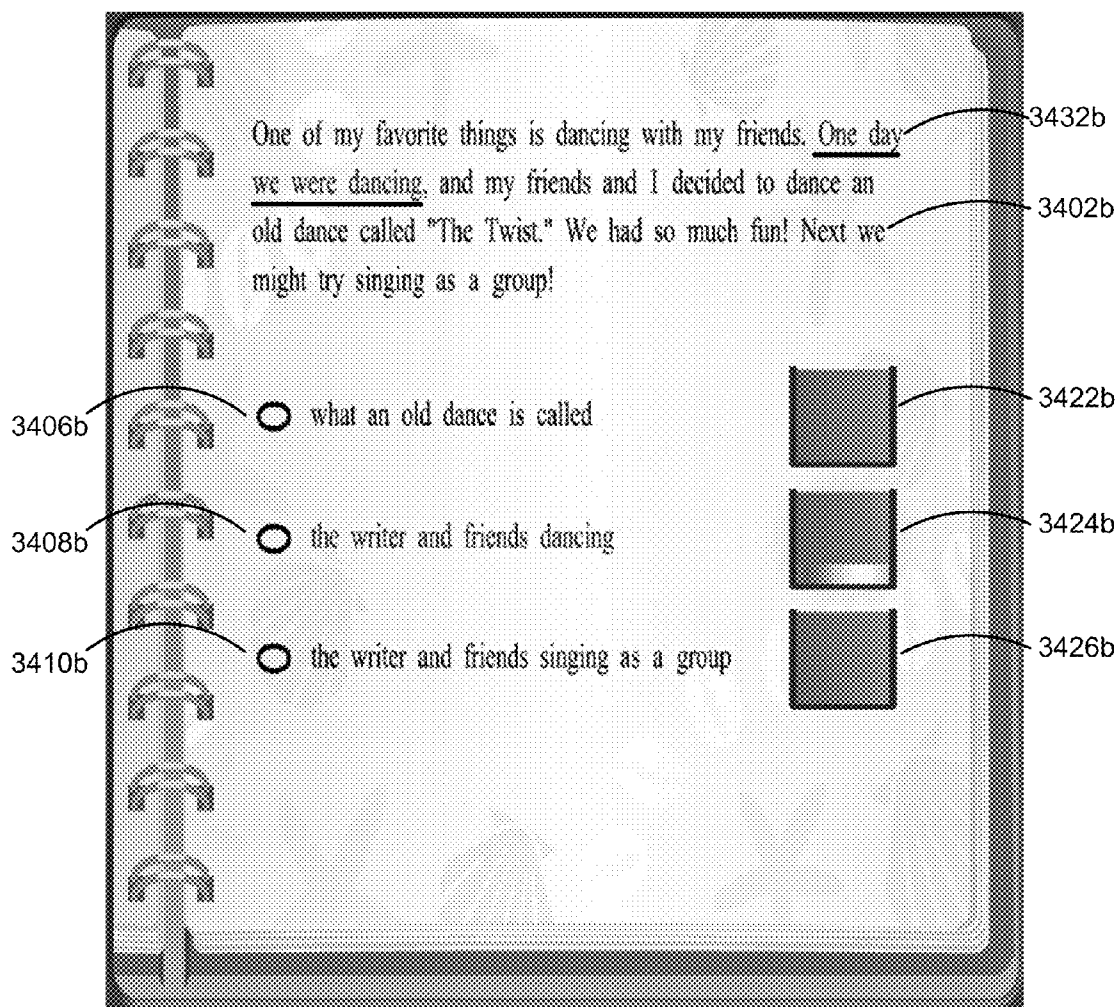 One of my favorite things is dancing with my friends. One day
3432b
we were dancing, and my friends and I decided to dance an
3402b
old dance called "The Twist." We had so much fun! Next we
might try singing as a group!
3406b
what an old dance is called
3422b
3408b
the writer and friends dancing
3424b
3410b
the writer and friends singing as a group
3426b